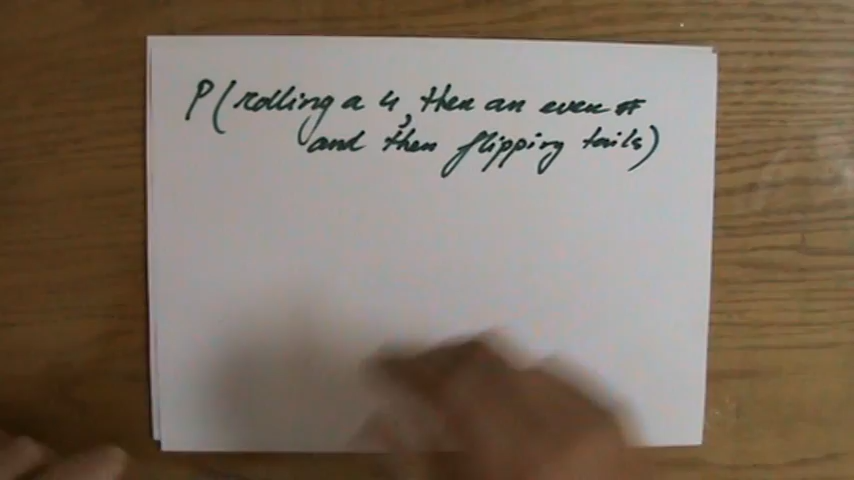 P(rolling a 4, then an even #
and then flipping tails)